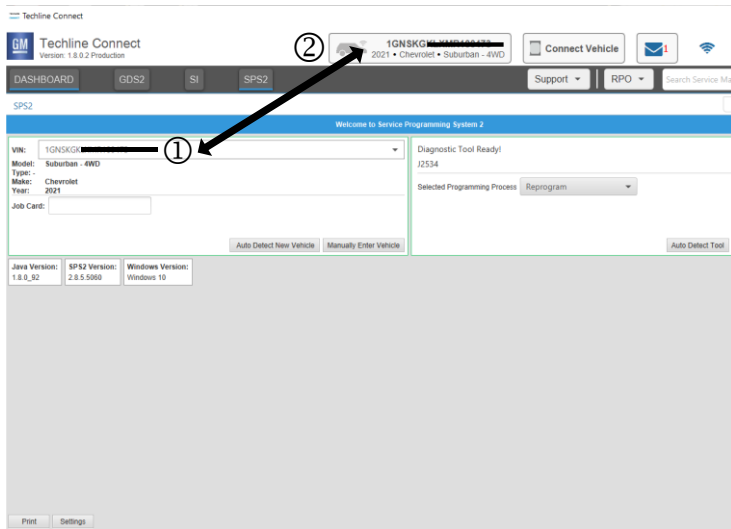 Techline Connect
GM Techline Connect
Version: 1.8.0.2 Production
② 1GNSKG
2021 • Chevrolet • Suburban - 4WD
Connect Vehicle
1
DASHBOARD GDS2 SI SPS2
Support RPO Search Service Ma
SPS2
Welcome to Service Programming System 2
VIN: 1GNSKGK ①
Model: Suburban - 4WD
Type: -
Make: Chevrolet
Year: 2021
Job Card:
Auto Detect New Vehicle Manually Enter Vehicle
Diagnostic Tool Ready!
J2534
Selected Programming Process Reprogram
Auto Detect Tool
Java Version: SPS2 Version: Windows Version:
1.8.0_92 2.8.5.5060 Windows 10
Print Settings